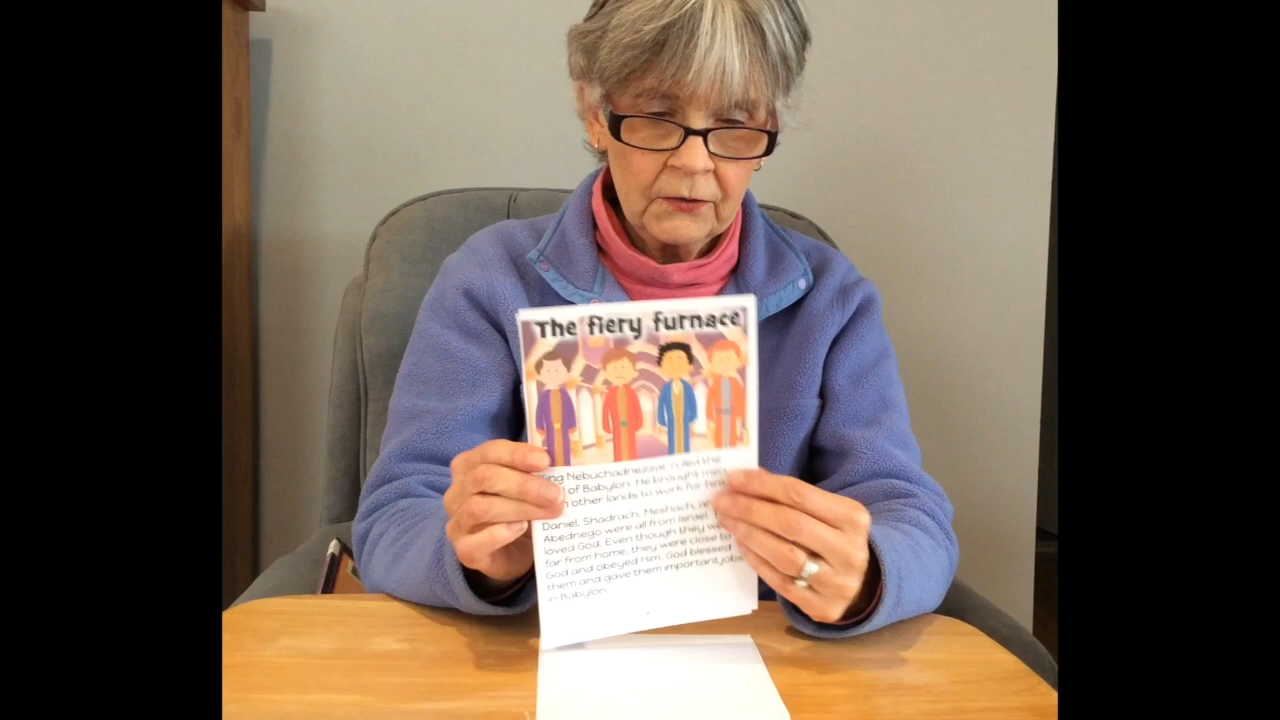 The fiery furnace
Nebuchadnezzar ruled the
of Babylon. He brought men
other lands to work for
Daniel, Shadrach, Meshach, and
Abednego were all from Israel.
loved God. Even though they were
far from home, they were close to
God and obeyed Him. God blessed
them and gave them important jobs
in Babylon.